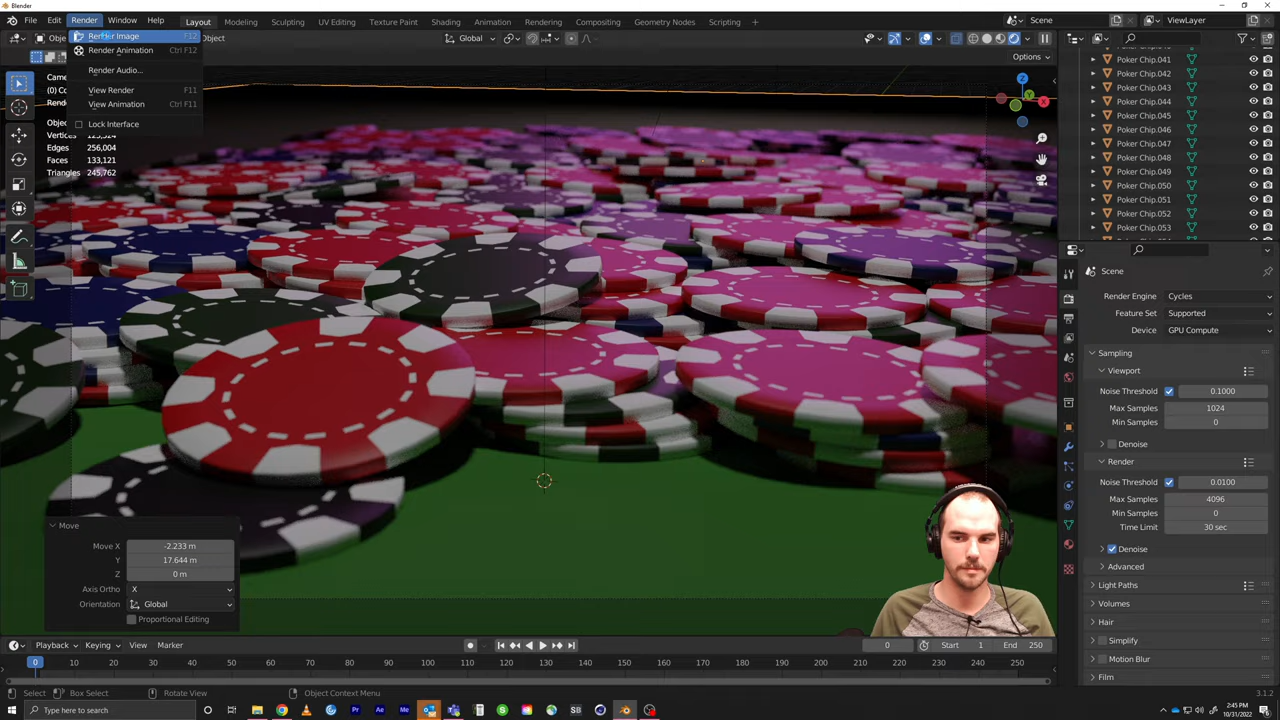 Blender
File Edit Render Window Help Layout Modeling Sculpting UV Editing Texture Paint Shading Animation Rendering Compositing Geometry Nodes Scripting Scene ViewLayer
Render Image F12
Render Animation Ctrl F12
Render Audio...
View Render F11
View Animation Ctrl F11
Lock Interface
Object
Global
Options
Edges 256,004
Faces 133,121
Triangles 245,762
Z
Y
X
Poker Chip.041
Poker Chip.042
Poker Chip.043
Poker Chip.044
Poker Chip.045
Poker Chip.046
Poker Chip.047
Poker Chip.048
Poker Chip.049
Poker Chip.050
Poker Chip.051
Poker Chip.052
Poker Chip.053
Scene
Render Engine Cycles
Feature Set Supported
Device GPU Compute
Sampling
Viewport
Noise Threshold 0.1000
Max Samples 1024
Min Samples 0
Denoise
Render
Noise Threshold 0.0100
Max Samples 4096
Min Samples 0
Time Limit 30 sec
Denoise
Advanced
Light Paths
Volumes
Hair
Simplify
Motion Blur
Film
Move
Move X -2.233 m
Y 17.644 m
Z 0 m
Axis Ortho X
Orientation Global
Proportional Editing
Playback Keying View Marker 0 Start 1 End 250
0 10 20 30 40 50 60 70 80 90 100 110 120 130 140 150 160 170 180 190 200 210 220 230 240 250
Select Box Select Rotate View Object Context Menu 3.1.2
Type here to search
2:45 PM
10/31/2022